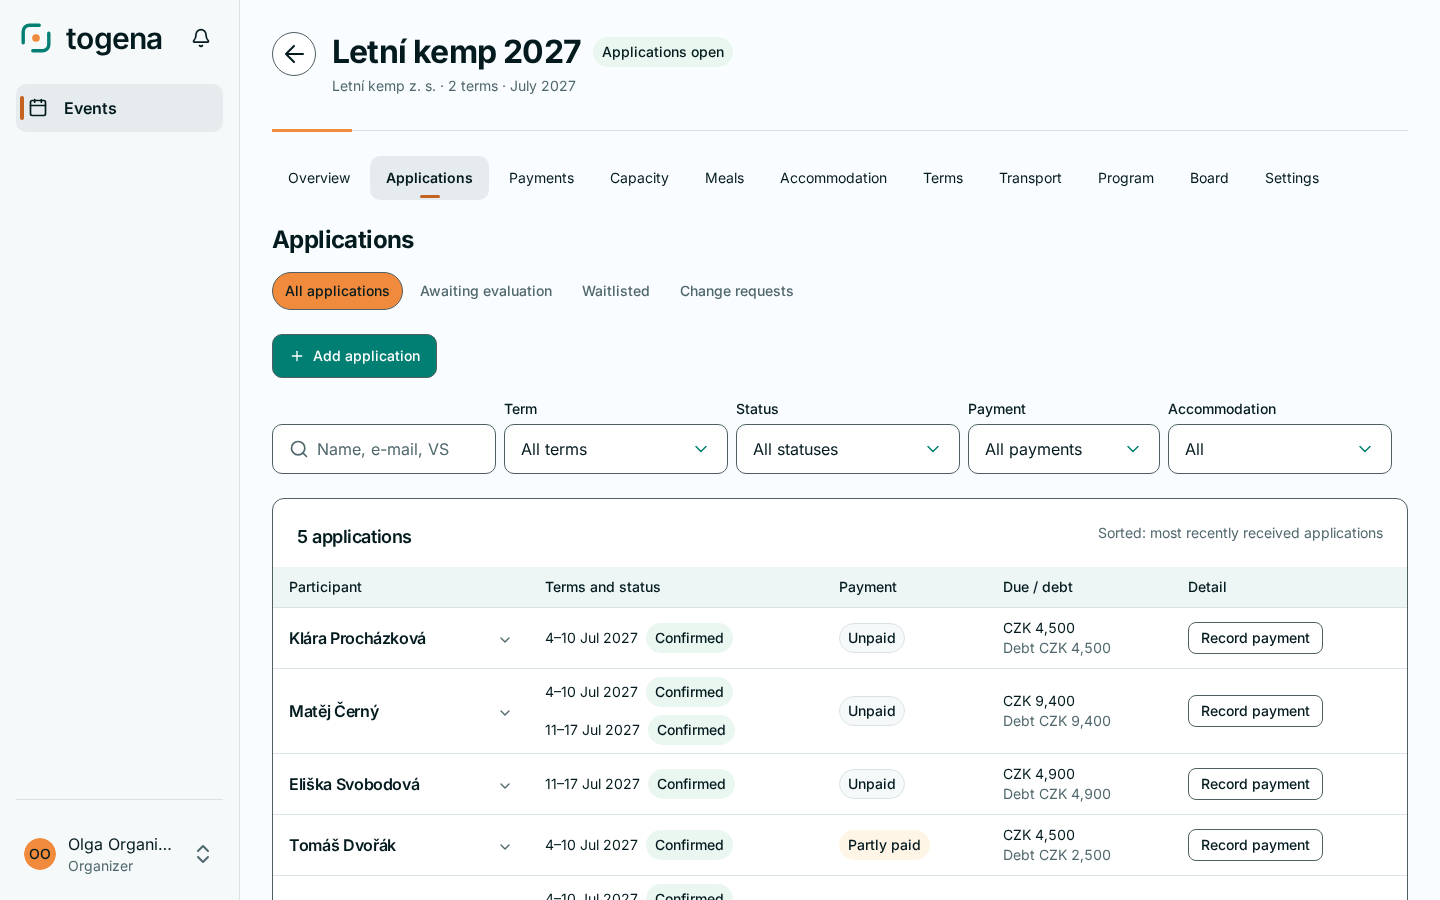 togena
Events
Letní kemp 2027
Applications open
Letní kemp z. s. · 2 terms · July 2027
Overview
Applications
Payments
Capacity
Meals
Accommodation
Terms
Transport
Program
Board
Settings
Applications
All applications
Awaiting evaluation
Waitlisted
Change requests
Add application
Term
Status
Payment
Accommodation
Name, e-mail, VS
All terms
All statuses
All payments
All
5 applications
Sorted: most recently received applications
Participant
Terms and status
Payment
Due / debt
Detail
Klára Procházková
4–10 Jul 2027 Confirmed
Unpaid
CZK 4,500
Debt CZK 4,500
Record payment
Matěj Černý
4–10 Jul 2027 Confirmed
11–17 Jul 2027 Confirmed
Unpaid
CZK 9,400
Debt CZK 9,400
Record payment
Eliška Svobodová
11–17 Jul 2027 Confirmed
Unpaid
CZK 4,900
Debt CZK 4,900
Record payment
Tomáš Dvořák
4–10 Jul 2027 Confirmed
Partly paid
CZK 4,500
Debt CZK 2,500
Record payment
4–10 Jul 2027 Confirmed
OO
Olga Organi...
Organizer